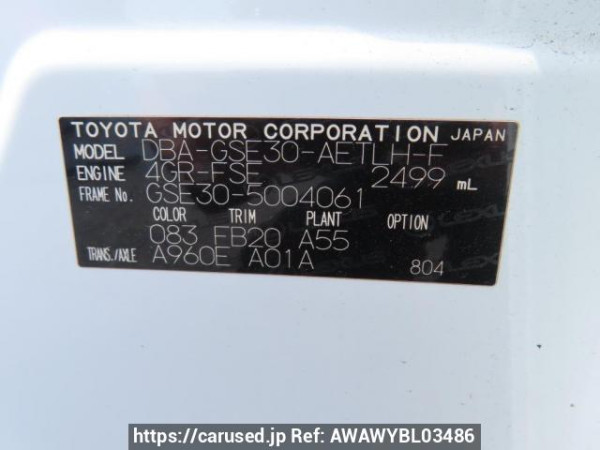 TOYOTA MOTOR CORPORATION JAPAN
MODEL DBA-GSE30-AETLH-F
ENGINE 4GR-FSE 2499 mL
FRAME No. GSE30-5004061
COLOR TRIM PLANT OPTION
083 FB20 A55
TRANS./AXLE A960E A01A 804
https://carused.jp Ref: AWAWYBL03486